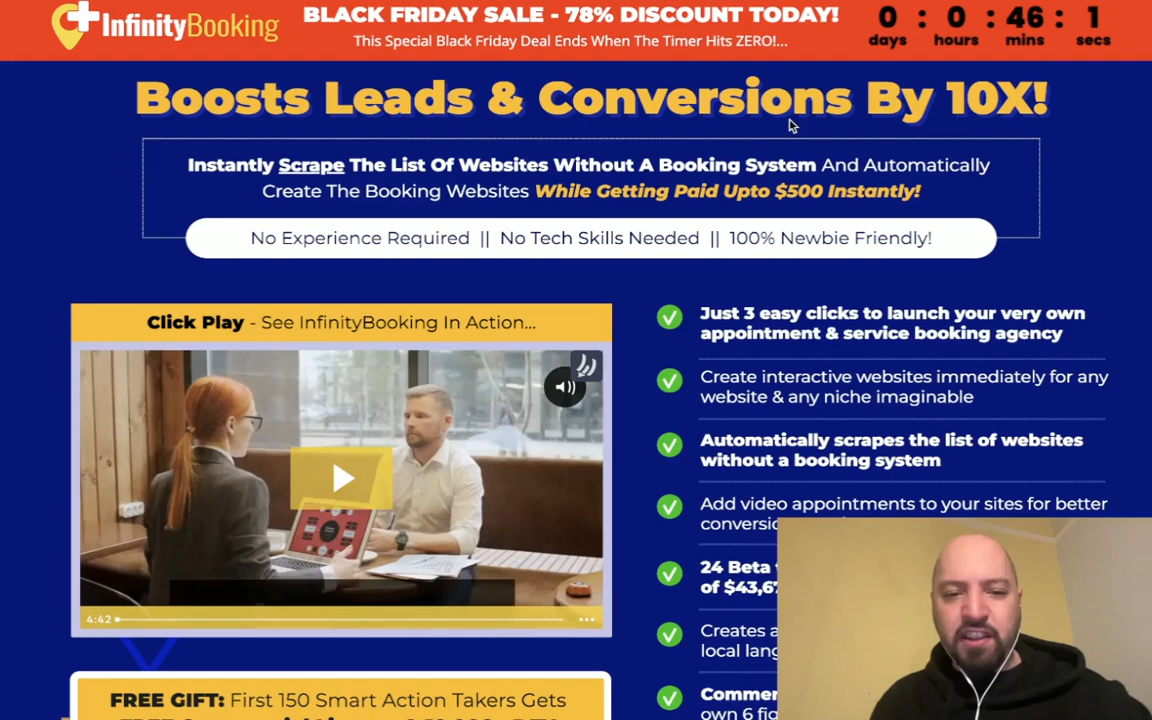 InfinityBooking
BLACK FRIDAY SALE - 78% DISCOUNT TODAY!
This Special Black Friday Deal Ends When The Timer Hits ZERO!...
0 : 0 : 46 : 1
days hours mins secs
Boosts Leads & Conversions By 10X!
Instantly Scrape The List Of Websites Without A Booking System And Automatically
Create The Booking Websites While Getting Paid Upto $500 Instantly!
No Experience Required || No Tech Skills Needed || 100% Newbie Friendly!
Click Play - See InfinityBooking In Action...
4:42
Just 3 easy clicks to launch your very own
appointment & service booking agency
Create interactive websites immediately for any
website & any niche imaginable
Automatically scrapes the list of websites
without a booking system
Add video appointments to your sites for better
24 Beta
of $43,67
Creates a
local lang
Commer
own 6 fig
FREE GIFT: First 150 Smart Action Takers Gets